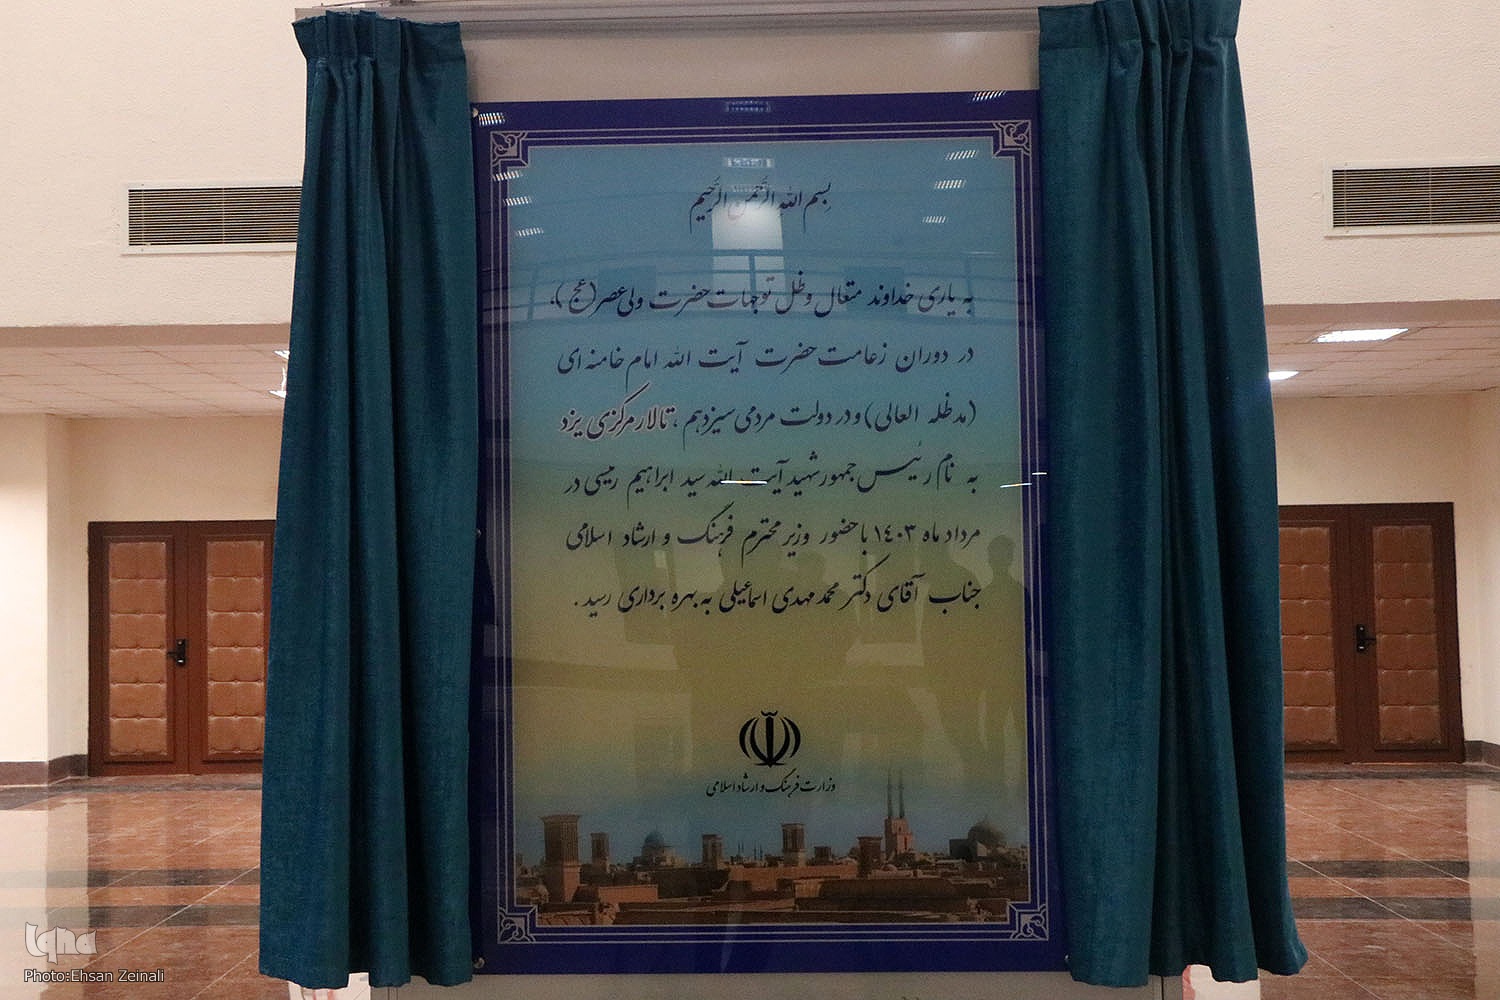 بسم الله الرحمن الرحیم
به یاری خداوند متعال و ظل توجهات حضرت ولی عصر (عج)،
در دوران زعامت حضرت آیت الله امام خامنه ای
(مدظله العالی) و در دولت مردمی سیزدهم، تالار مرکزی یزد
به نام رئیس جمهور شهید آیت الله سید ابراهیم رئیسی در
مرداد ماه ۱۴۰۳ با حضور وزیر محترم فرهنگ و ارشاد اسلامی
جناب آقای دکتر محمد مهدی اسماعیلی به بهره برداری رسید.
وزارت فرهنگ و ارشاد اسلامی
iqna
Photo:Ehsan Zeinali